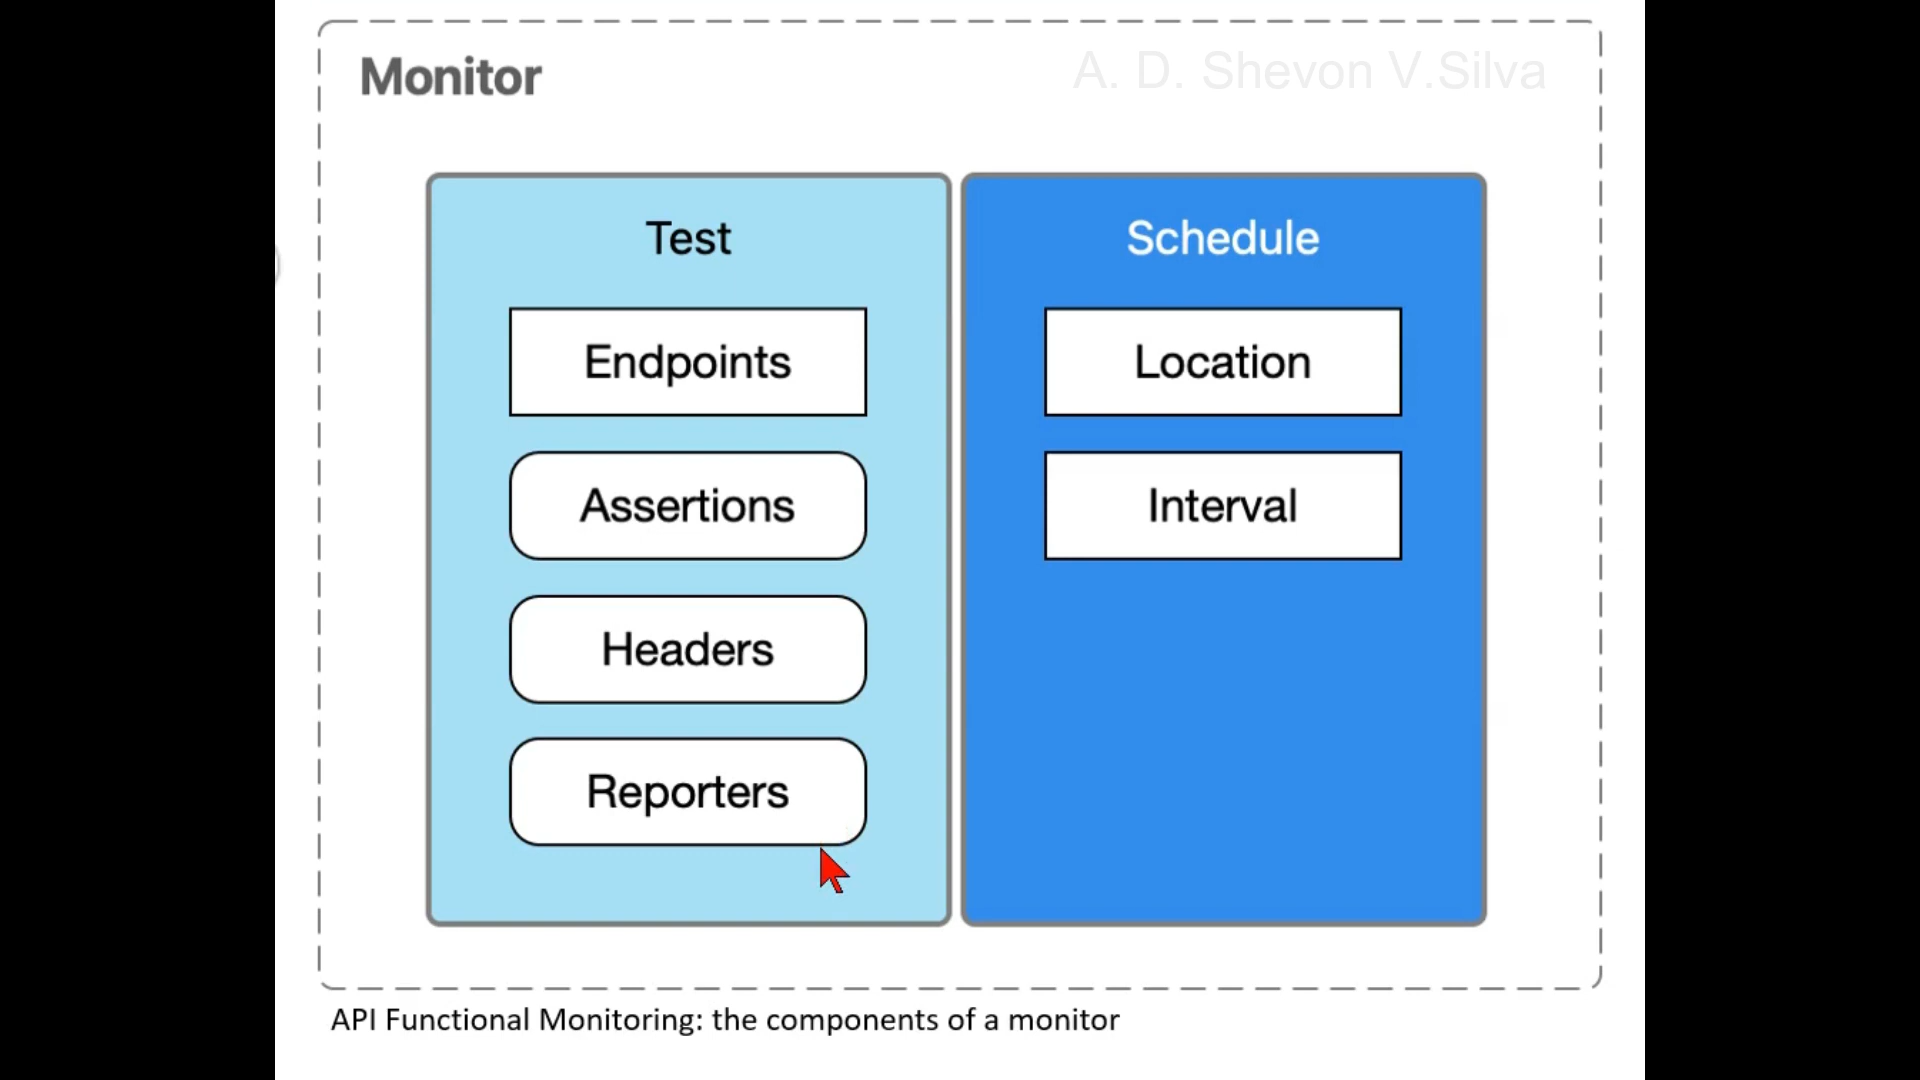 Monitor
A. D. Shevon V.Silva
Test
Endpoints
Assertions
Headers
Reporters
Schedule
Location
Interval
API Functional Monitoring: the components of a monitor